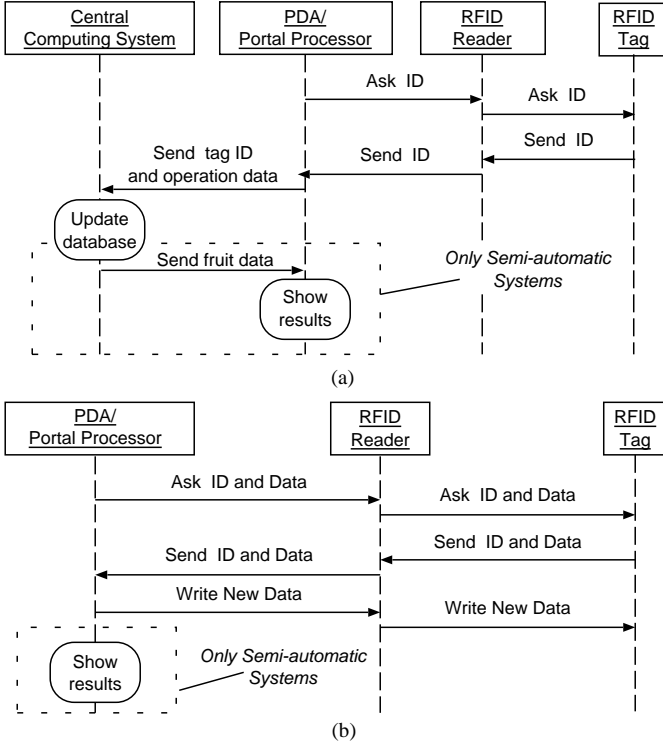 Central
Computing System
PDA/
Portal Processor
RFID
Reader
RFID
Tag
Ask ID
Ask ID
Send ID
Send ID
Send tag ID
and operation data
Update
database
Send fruit data
Only Semi-automatic
Systems
Show
results
(a)
PDA/
Portal Processor
RFID
Reader
RFID
Tag
Ask ID and Data
Ask ID and Data
Send ID and Data
Send ID and Data
Write New Data
Write New Data
Show
results
Only Semi-automatic
Systems
(b)